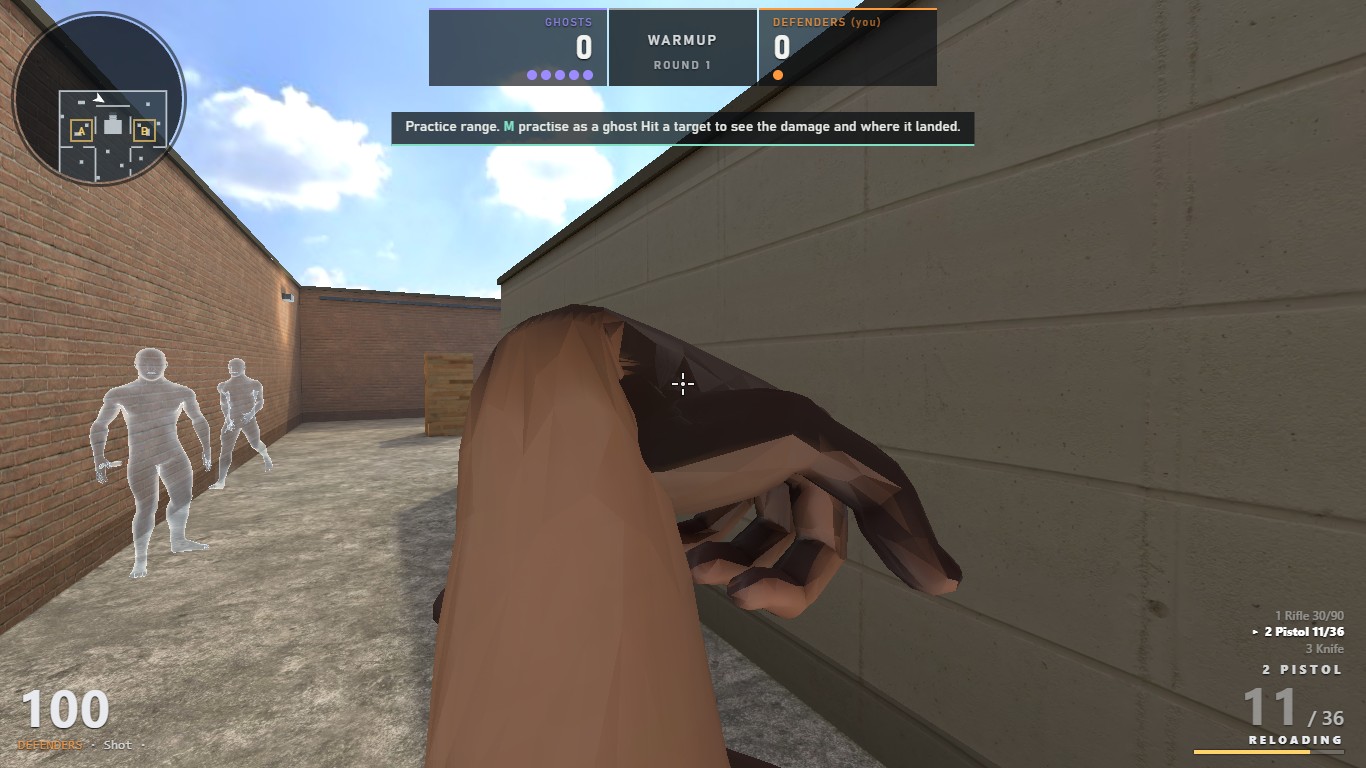 GHOSTS
0
WARMUP
ROUND 1
DEFENDERS (you)
0
A
B
Practice range. M practise as a ghost Hit a target to see the damage and where it landed.
1 Rifle 30/90
▸ 2 Pistol 11/36
3 Knife
2 PISTOL
11 / 36
RELOADING
100
DEFENDERS · Shot ·